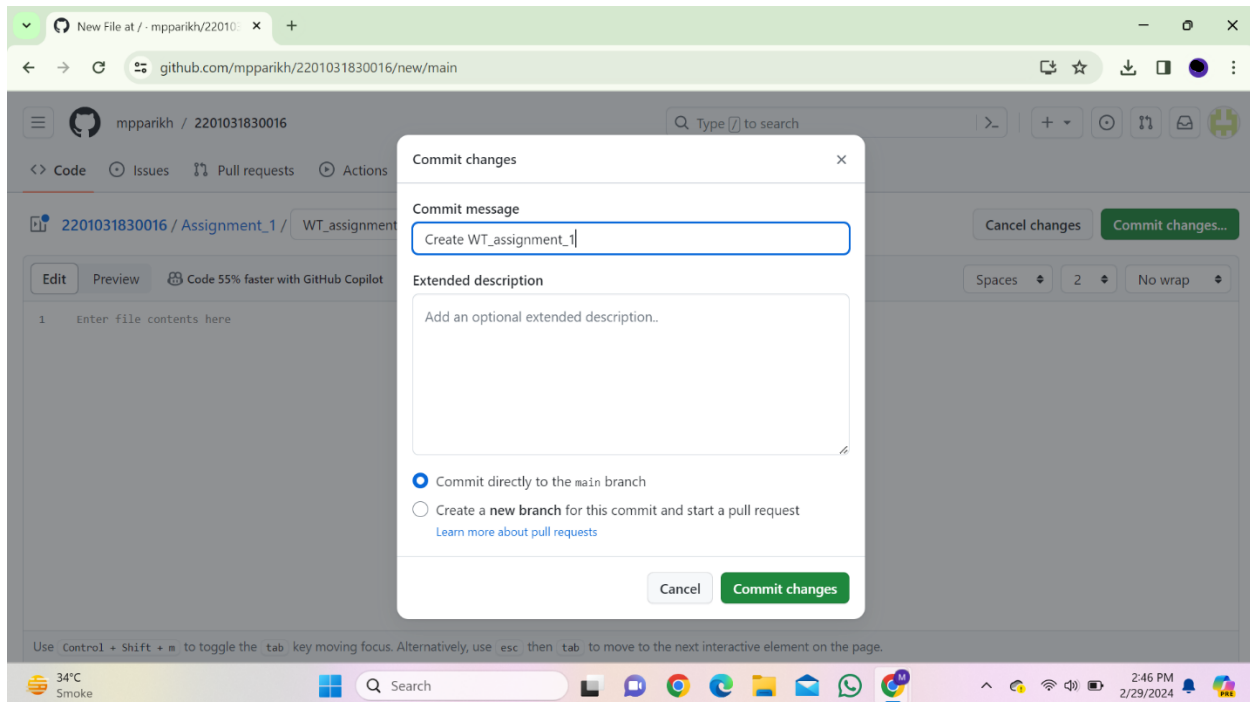 New File at / · mpparikh/22010
github.com/mpparikh/2201031830016/new/main
mpparikh / 2201031830016
Type / to search
<> Code Issues Pull requests Actions
2201031830016 / Assignment_1 / WT_assignment
Cancel changes Commit changes...
Edit Preview Code 55% faster with GitHub Copilot
Spaces 2 No wrap
1 Enter file contents here
Commit changes
Commit message
Create WT_assignment_1
Extended description
Add an optional extended description..
Commit directly to the main branch
Create a new branch for this commit and start a pull request
Learn more about pull requests
Cancel Commit changes
Use Control + Shift + m to toggle the tab key moving focus. Alternatively, use esc then tab to move to the next interactive element on the page.
34°C
Smoke
Search
M
2:46 PM
2/29/2024
PRE